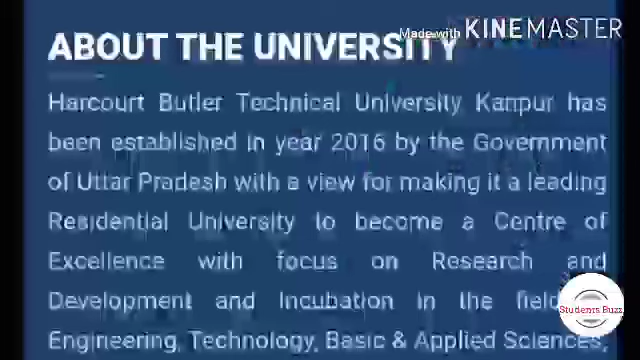 ABOUT THE UNIVERSITY
Made with KINEMASTER
Harcourt Butler Technical University Kanpur has
been established in year 2016 by the Government
of Uttar Pradesh with a view for making it a leading
Residential University to become a Centre of
Excellence with focus on Research and
Development and Incubation in the
Engineering, Technology, Basic & Applied Sciences,
Students Buzz